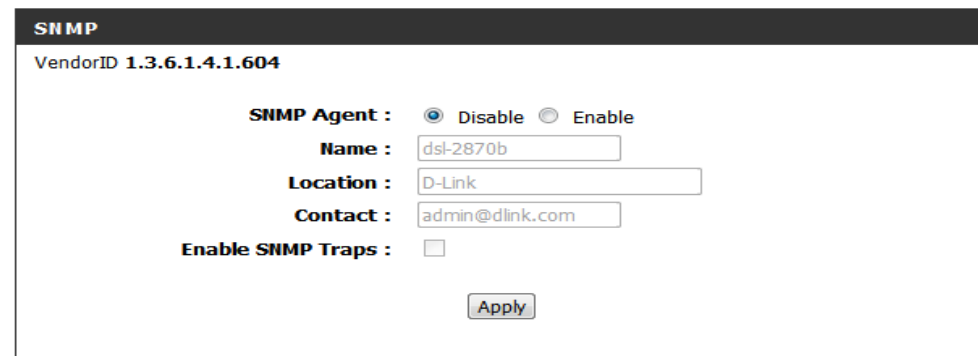 SNMP
VendorID 1.3.6.1.4.1.604
SNMP Agent : Disable Enable
Name : dsl-2870b
Location : D-Link
Contact : admin@dlink.com
Enable SNMP Traps :
Apply